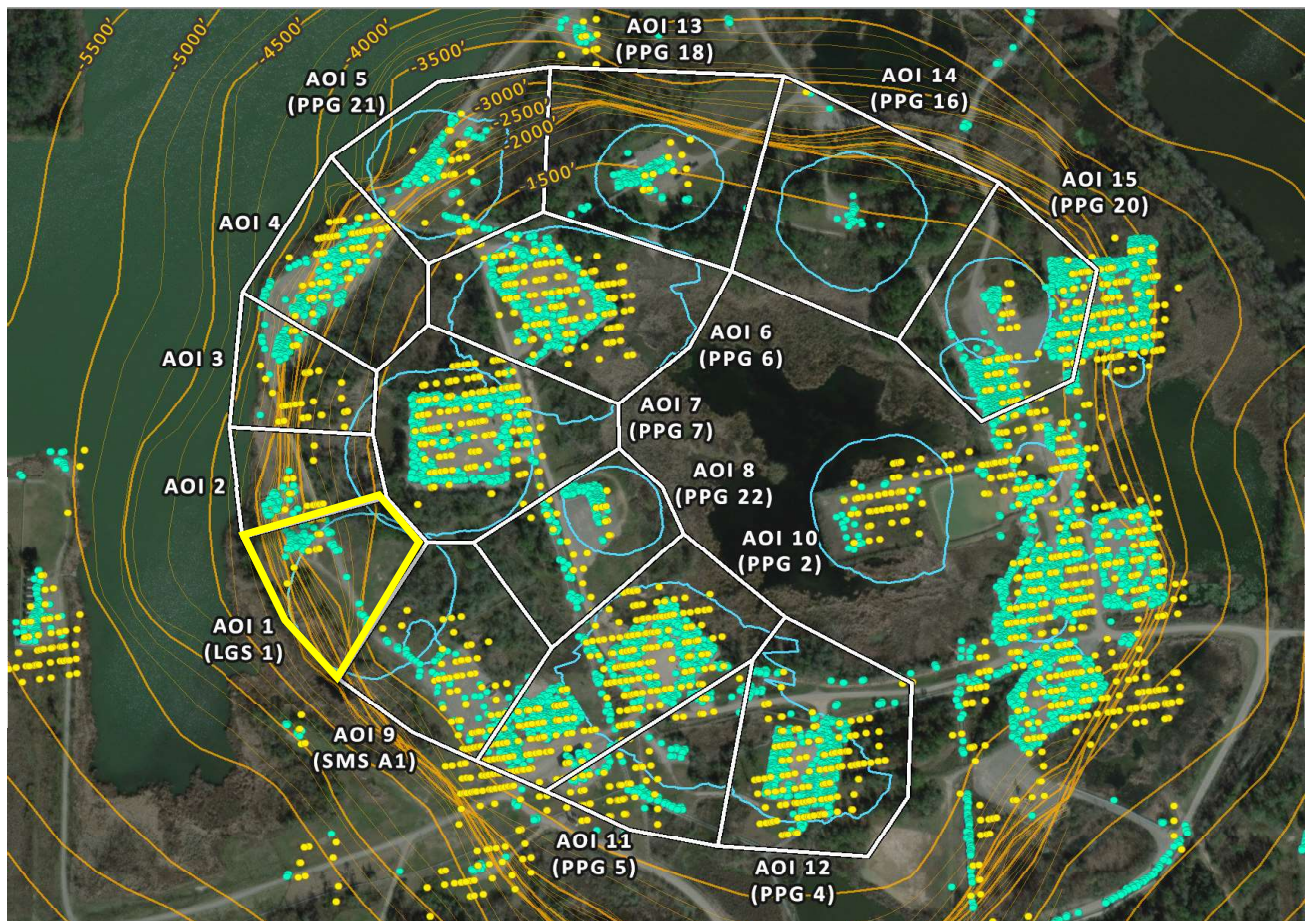 -5500'
-5000'
-4500'
-4000'
-3500'
-3000'
-2500'
-2000'
-1500'
AOI 13
(PPG 18)
AOI 5
(PPG 21)
AOI 14
(PPG 16)
AOI 15
(PPG 20)
AOI 4
AOI 3
AOI 6
(PPG 6)
AOI 7
(PPG 7)
AOI 2
AOI 8
(PPG 22)
AOI 10
(PPG 2)
AOI 1
(LGS 1)
AOI 9
(SMS A1)
AOI 11
(PPG 5)
AOI 12
(PPG 4)